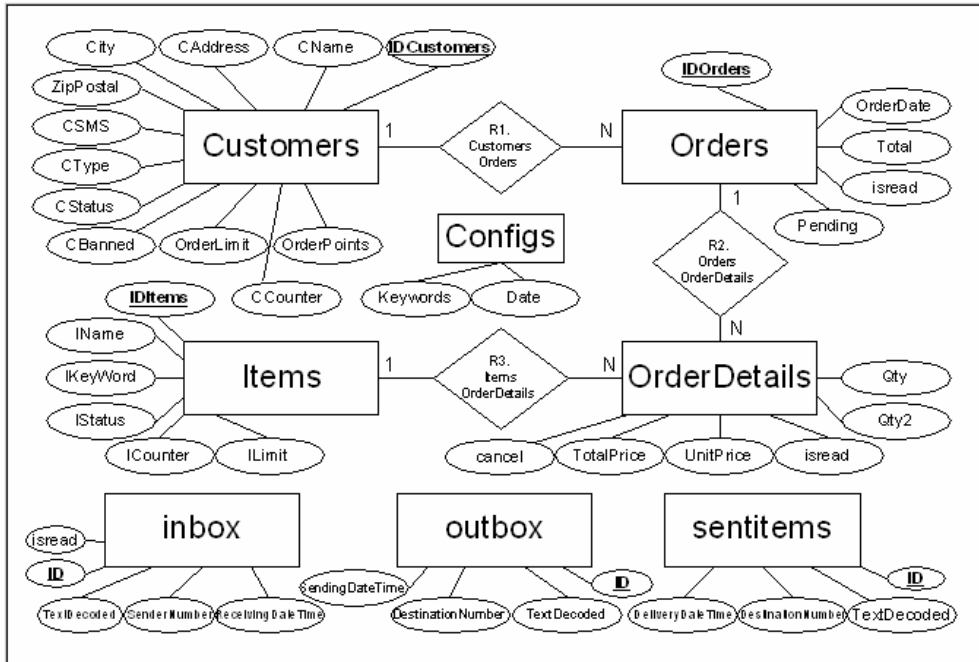 City
CAddress
CName
IDCustomers
ZipPostal
CSMS
CType
CStatus
CBanned
OrderLimit
OrderPoints
CCounter
Customers
1
R1.
Customers
Orders
N
IDOrders
Orders
OrderDate
Total
isread
Pending
1
R2.
Orders
OrderDetails
N
Configs
Keywords
Date
IDItems
IName
IKeyWord
IStatus
ICounter
ILimit
Items
1
R3.
Items
OrderDetails
N
OrderDetails
Qty
Qty2
cancel
TotalPrice
UnitPrice
isread
inbox
isread
ID
TextDecoded
SenderNumber
ReceivingDateTime
outbox
SendingDateTime
DestinationNumber
TextDecoded
ID
sentitems
ID
DeliveryDateTime
DestinationNumber
TextDecoded